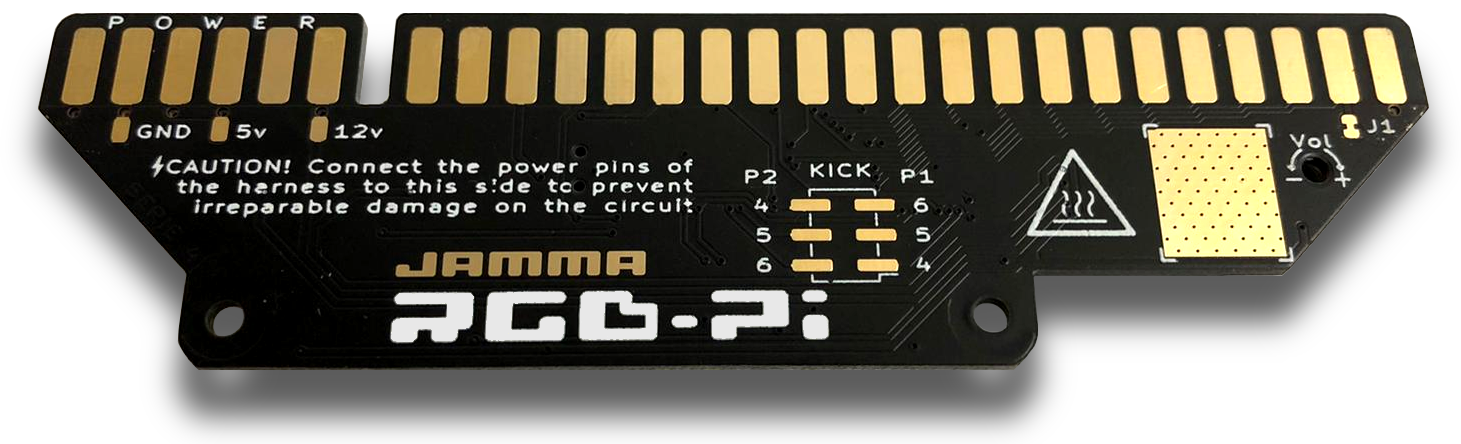 POWER
GND 5v 12v
J1
Vol
- +
CAUTION! Connect the power pins of
the harness to this side to prevent
irreparable damage on the circuit
P2 KICK P1
4 6
5 5
6 4
JAMMA
RGB-Pi